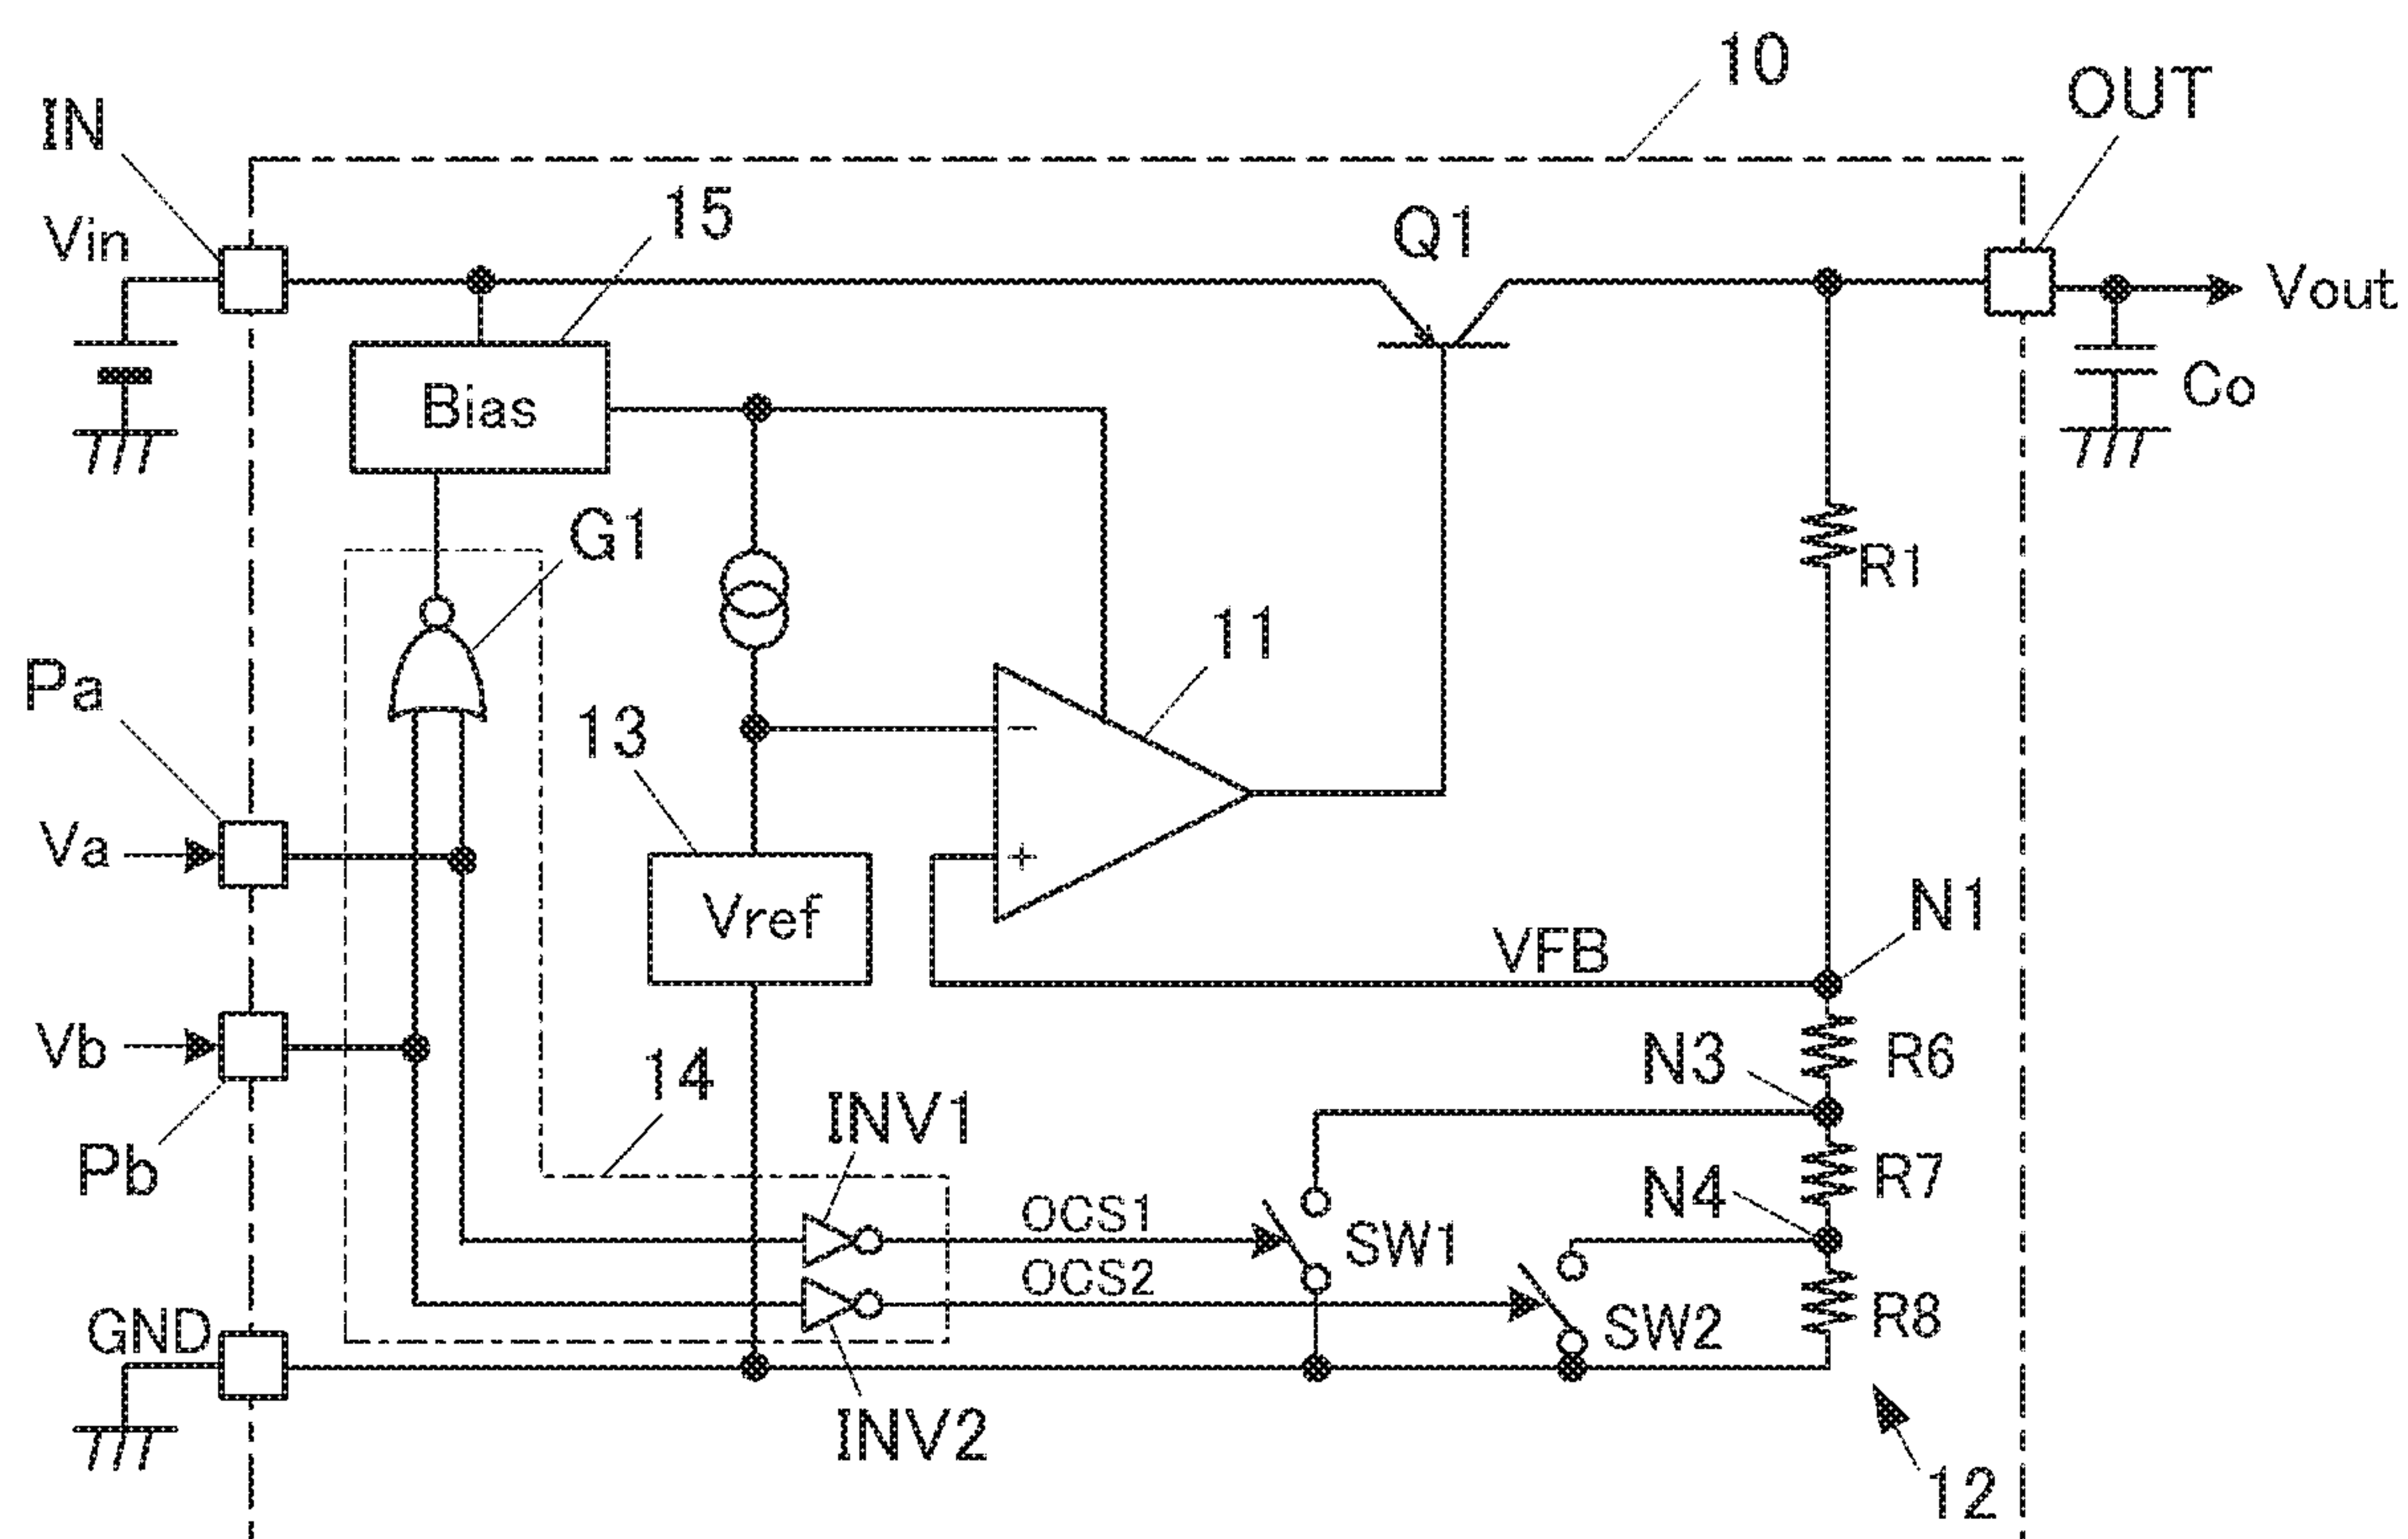 10
OUT
IN
15
Q1
Vin
Vout
Bias
Co
G1
R1
11
Pa
13
Va
−
+
Vref
N1
VFB
Vb
14
N3
R6
INV1
Pb
N4
R7
OCS1
SW1
OCS2
GND
SW2
R8
INV2
12